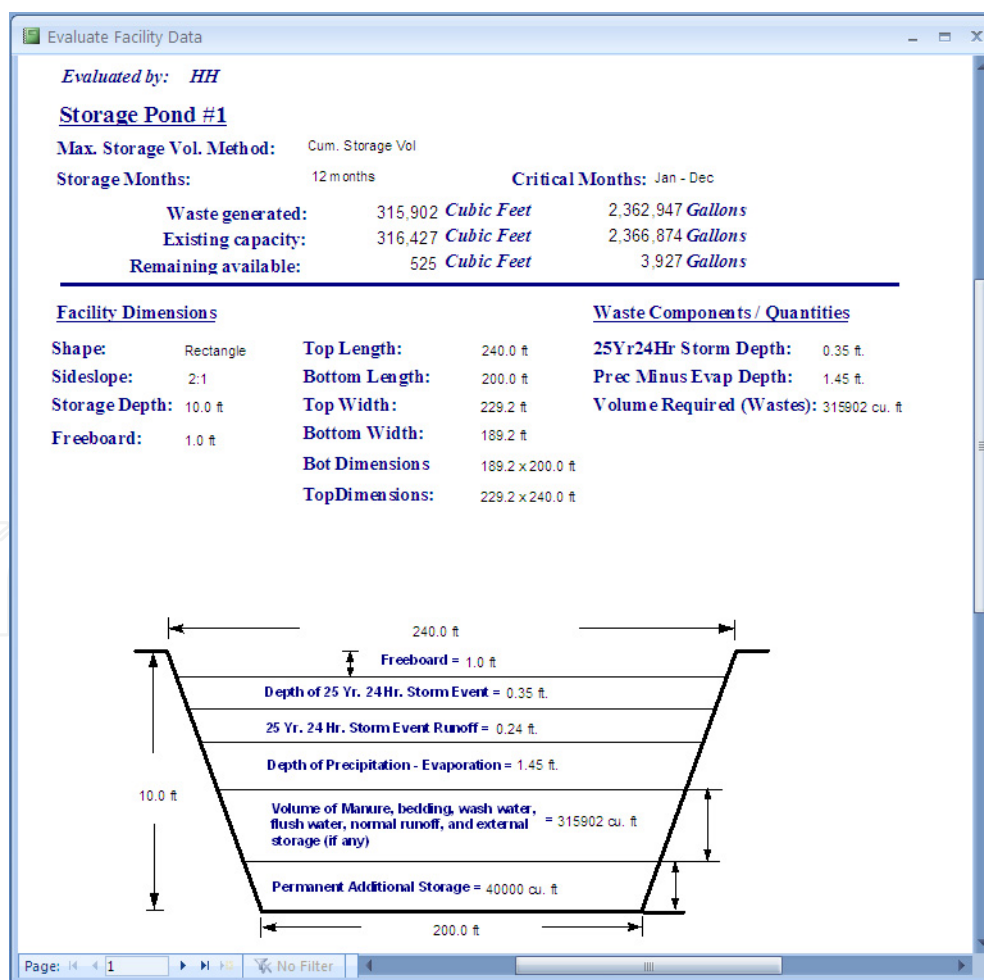 Evaluate Facility Data
Evaluated by: HH
Storage Pond #1
Max. Storage Vol. Method: Cum. Storage Vol
Storage Months: 12 months Critical Months: Jan - Dec
Waste generated: 315,902 Cubic Feet 2,362,947 Gallons
Existing capacity: 316,427 Cubic Feet 2,366,874 Gallons
Remaining available: 525 Cubic Feet 3,927 Gallons
Facility Dimensions Waste Components / Quantities
Shape: Rectangle Top Length: 240.0 ft 25Yr24Hr Storm Depth: 0.35 ft.
Sideslope: 2:1 Bottom Length: 200.0 ft Prec Minus Evap Depth: 1.45 ft.
Storage Depth: 10.0 ft Top Width: 229.2 ft Volume Required (Wastes): 315902 cu. ft
Freeboard: 1.0 ft Bottom Width: 189.2 ft
Bot Dimensions 189.2 x 200.0 ft
TopDimensions: 229.2 x 240.0 ft
240.0 ft
Freeboard = 1.0 ft
Depth of 25 Yr. 24Hr. Storm Event = 0.35 ft.
25 Yr. 24 Hr. Storm Event Runoff = 0.24 ft.
Depth of Precipitation - Evaporation = 1.45 ft.
10.0 ft
Volume of Manure, bedding, wash water,
flush water, normal runoff, and external = 315902 cu. ft
storage (if any)
Permanent Additional Storage = 40000 cu. ft
200.0 ft
Page: 1 No Filter